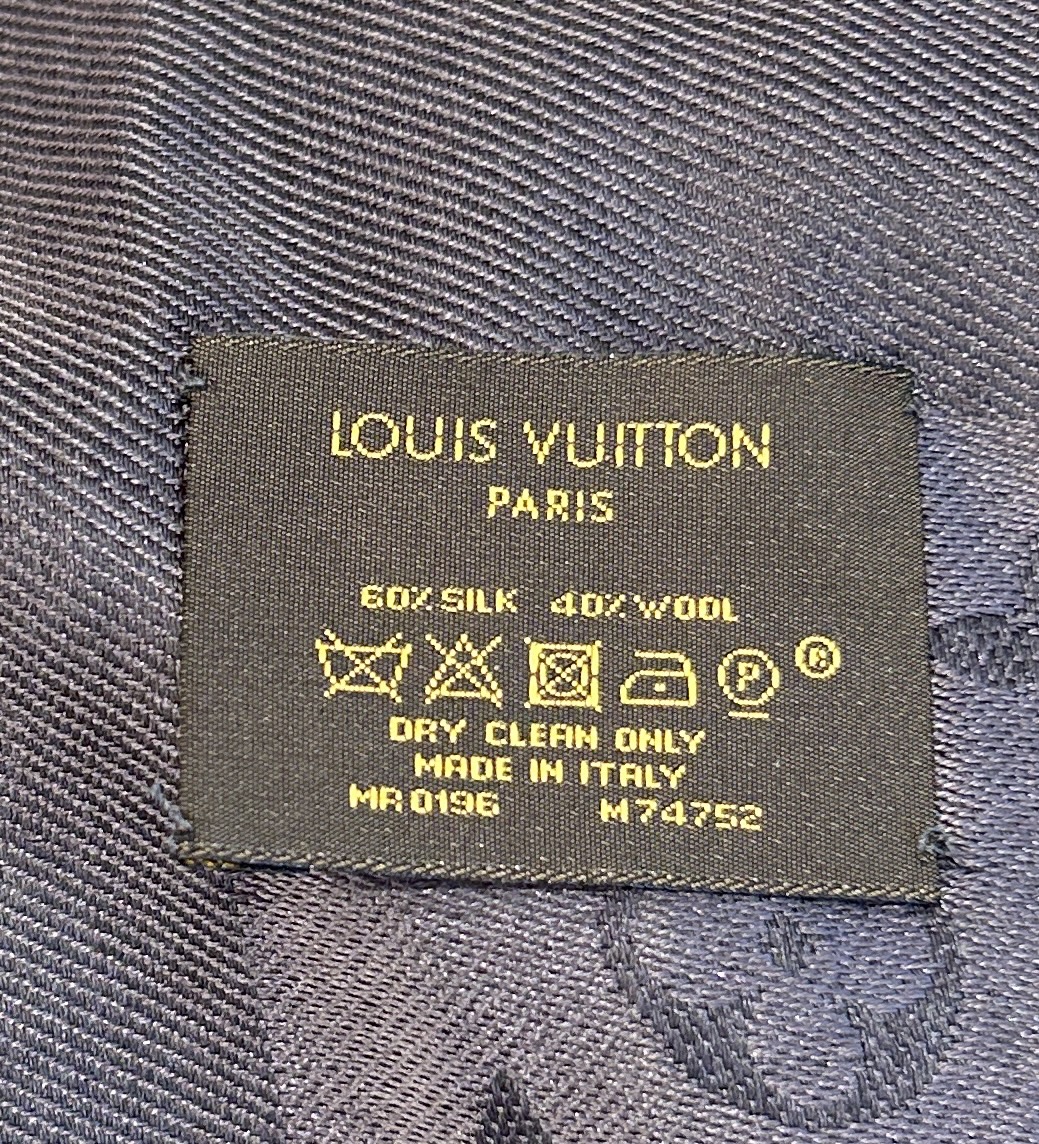 LOUIS VUITTON
PARIS
60% SILK 40% WOOL
P ®
DRY CLEAN ONLY
MADE IN ITALY
MR0196 M74752